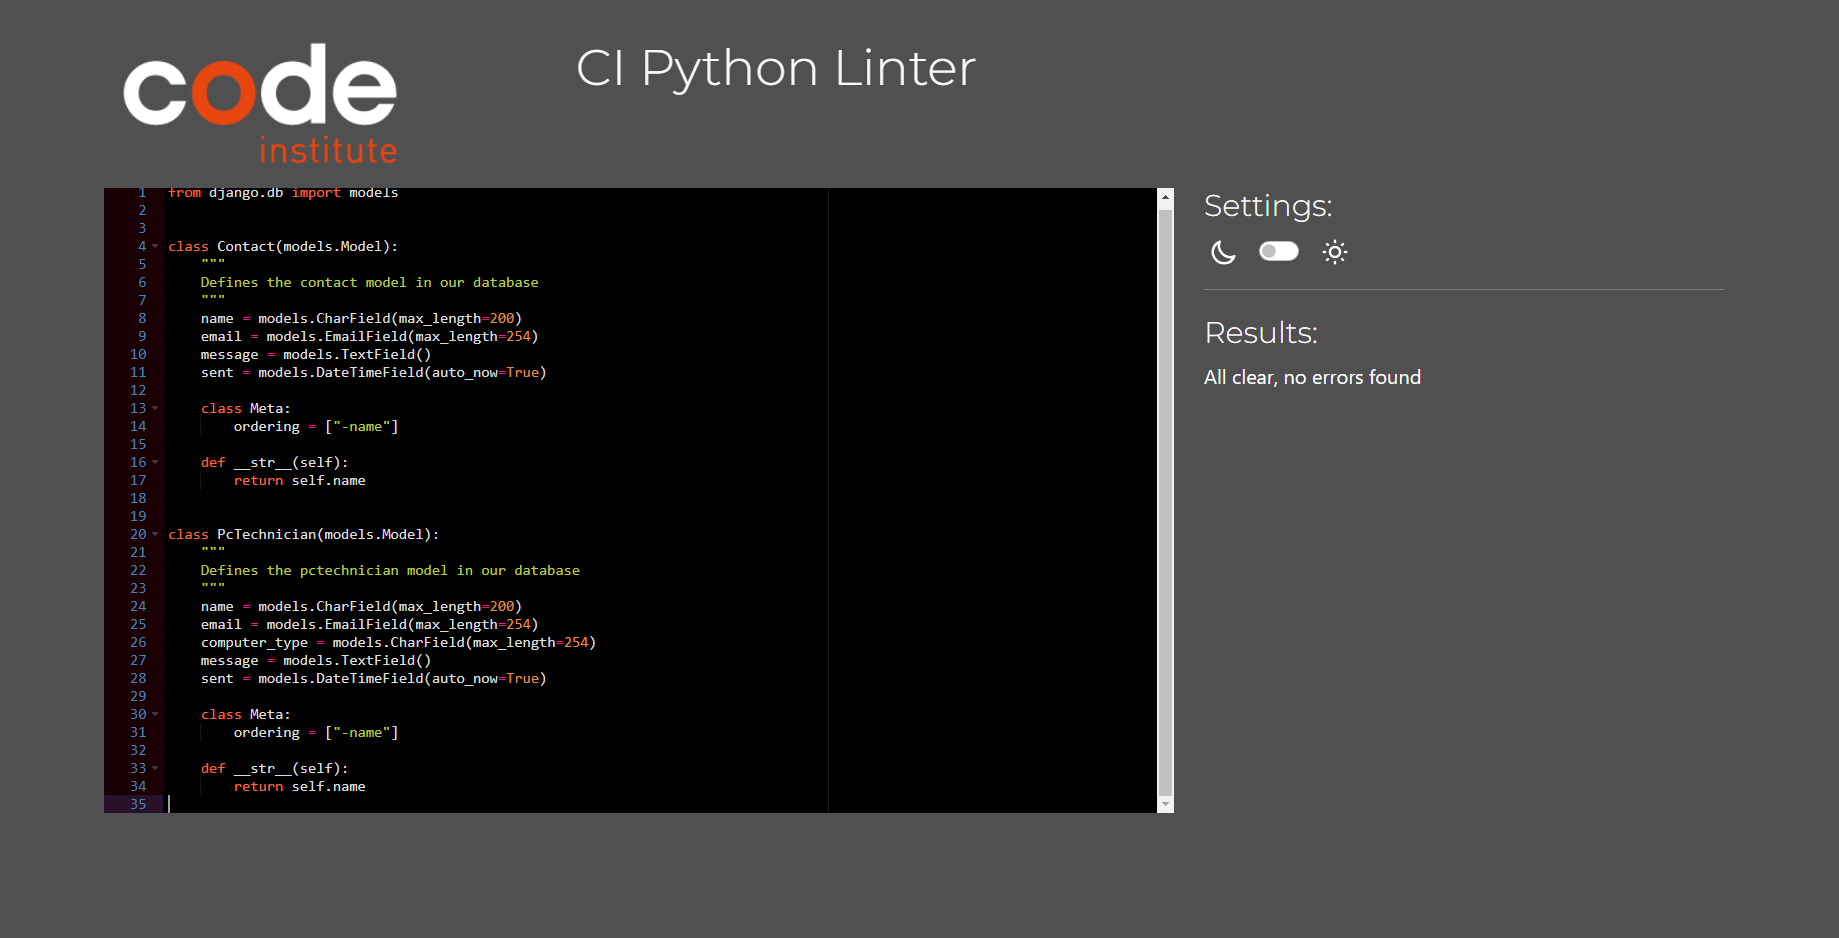 code
institute
CI Python Linter
1 from django.db import models
2
3
4 class Contact(models.Model):
5     """
6     Defines the contact model in our database
7     """
8     name = models.CharField(max_length=200)
9     email = models.EmailField(max_length=254)
10     message = models.TextField()
11     sent = models.DateTimeField(auto_now=True)
12
13     class Meta:
14         ordering = ["-name"]
15
16     def __str__(self):
17         return self.name
18
19
20 class PcTechnician(models.Model):
21     """
22     Defines the pctechnician model in our database
23     """
24     name = models.CharField(max_length=200)
25     email = models.EmailField(max_length=254)
26     computer_type = models.CharField(max_length=254)
27     message = models.TextField()
28     sent = models.DateTimeField(auto_now=True)
29
30     class Meta:
31         ordering = ["-name"]
32
33     def __str__(self):
34         return self.name
35
Settings:
Results:
All clear, no errors found